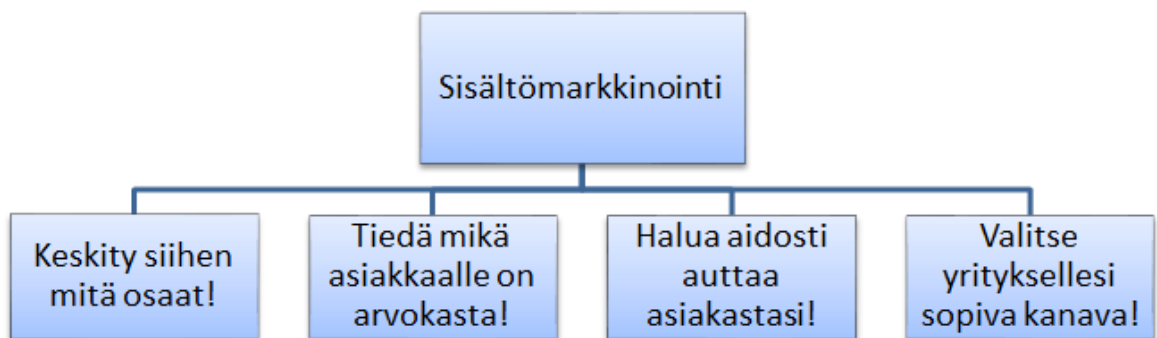 Sisältömarkkinointi
Keskity siihen
mitä osaat!
Tiedä mikä
asiakkaalle on
arvokasta!
Halua aidosti
auttaa
asiakastasi!
Valitse
yrityksellesi
sopiva kanava!